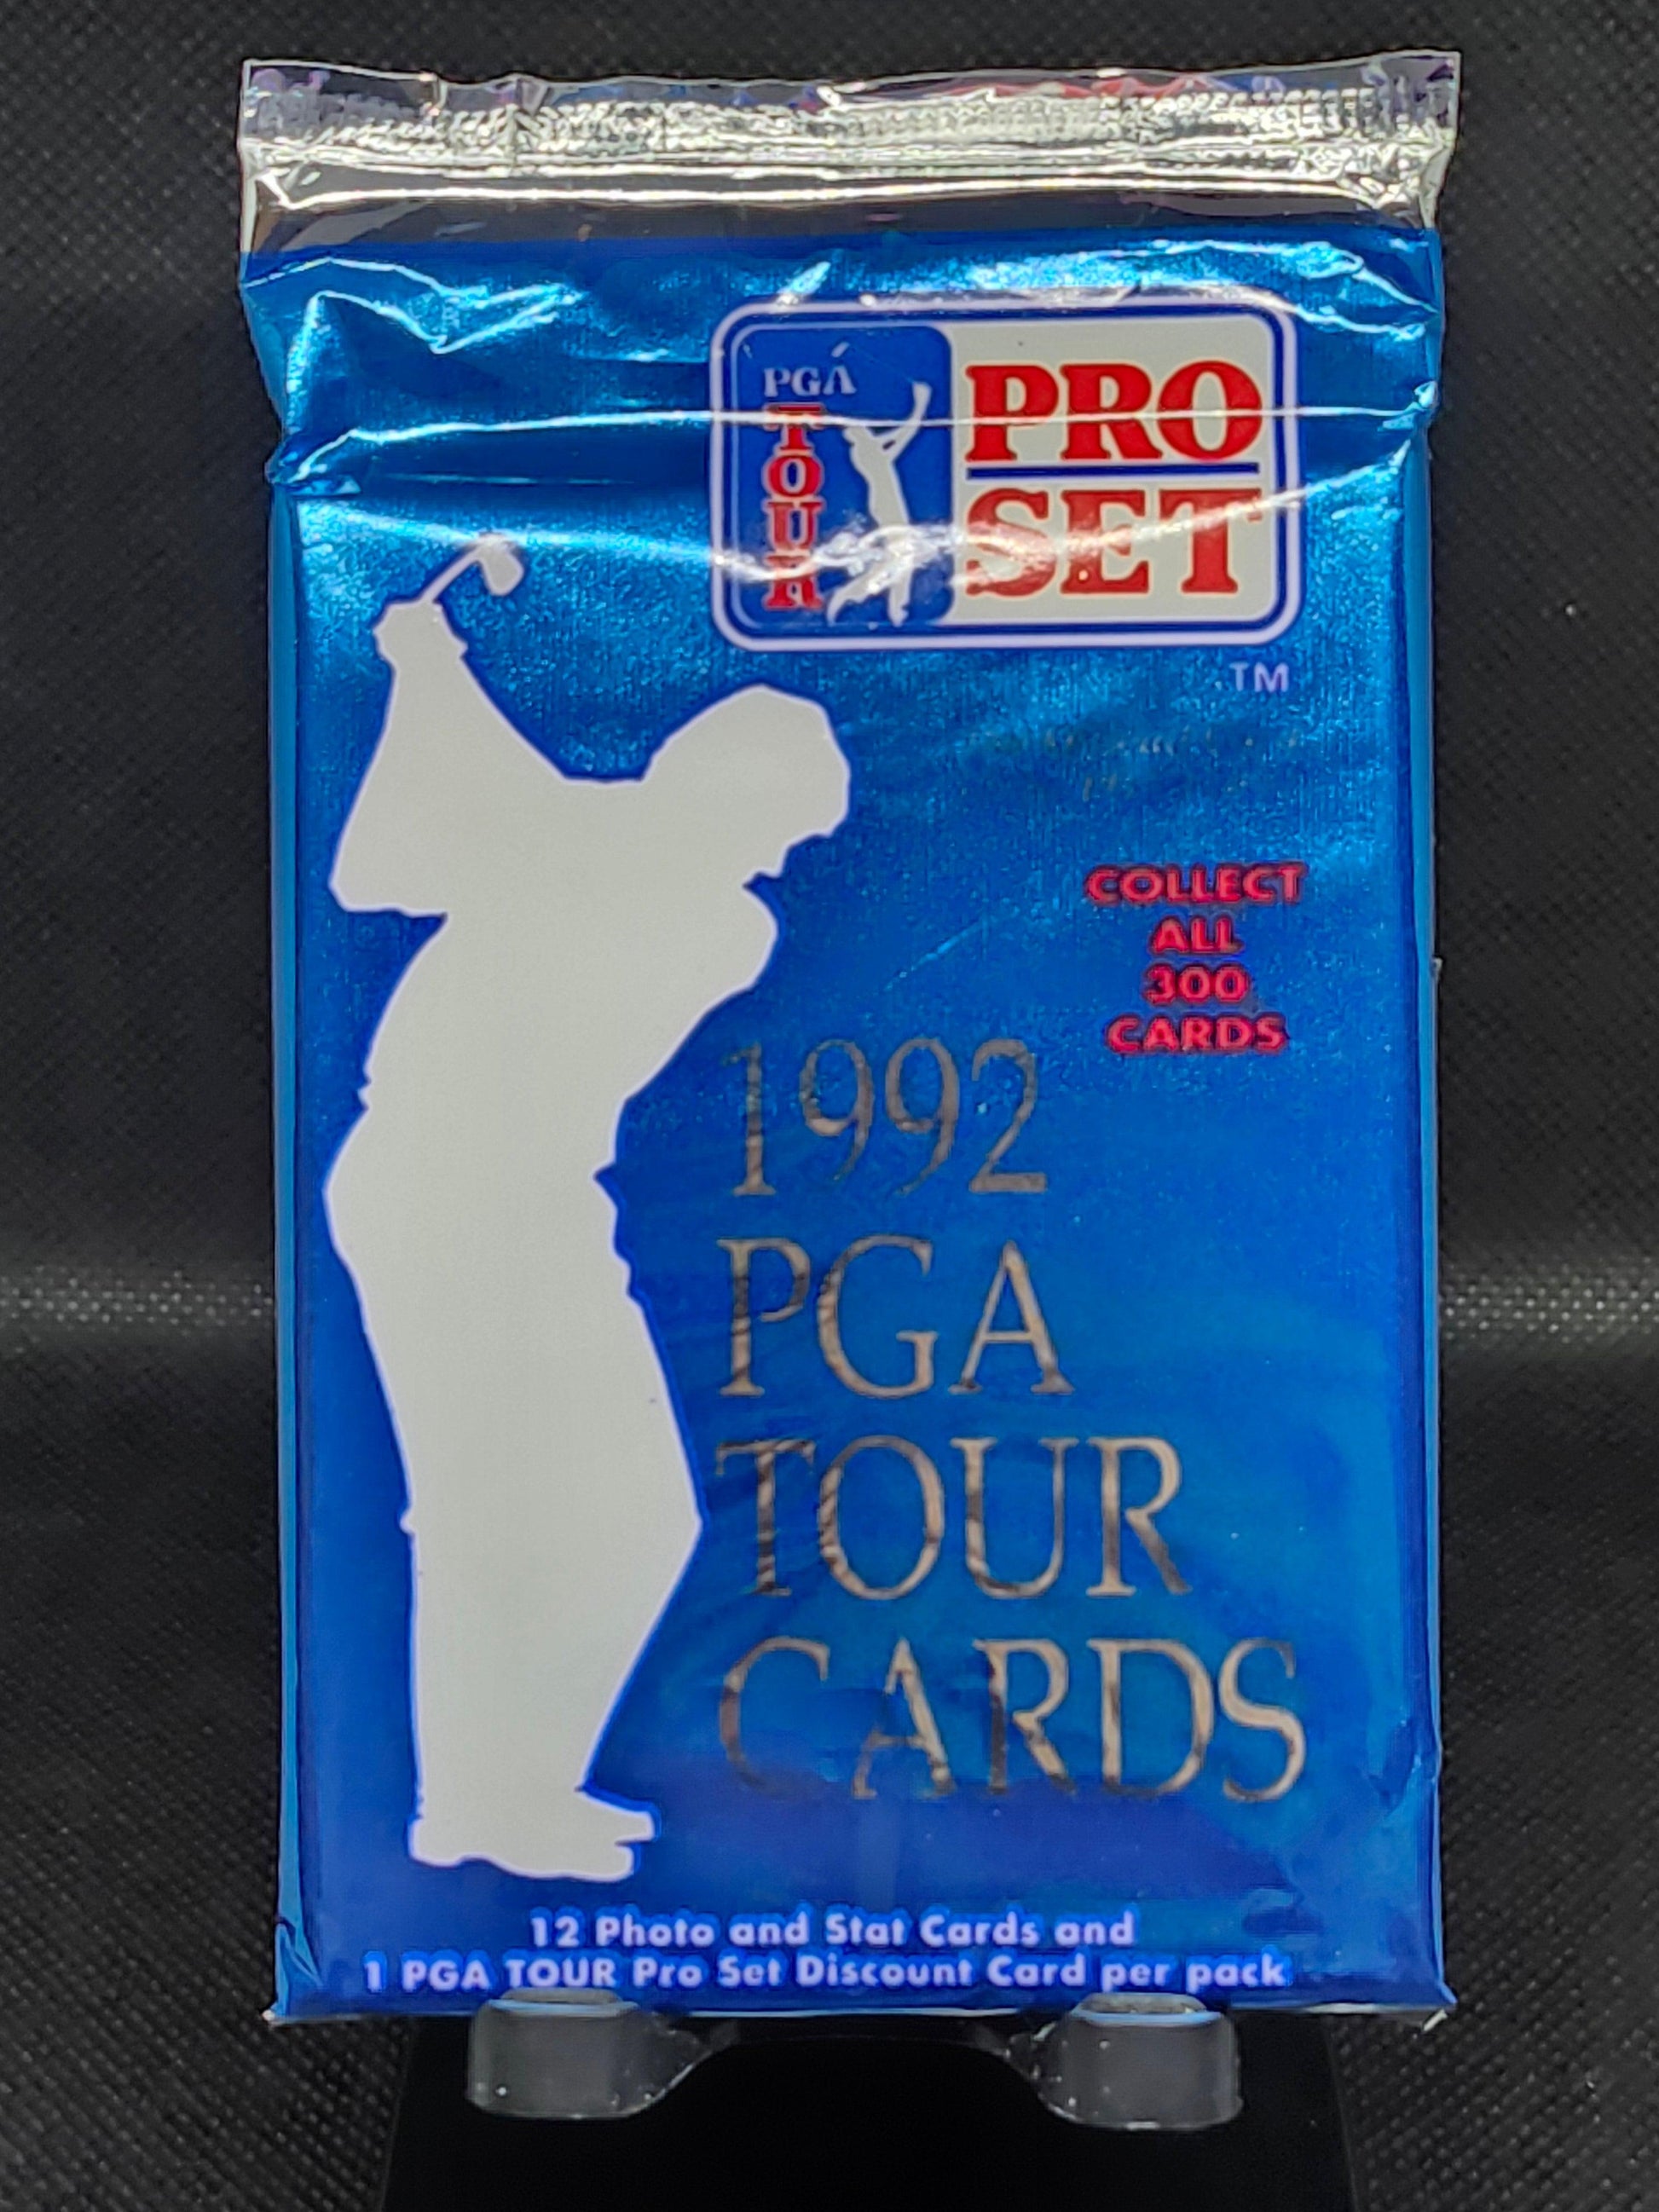 PGA
TOUR
PRO
SET
TM
COLLECT
ALL
300
CARDS
1992
PGA
TOUR
CARDS
12 Photo and Stat Cards and
1 PGA TOUR Pro Set Discount Card per pack